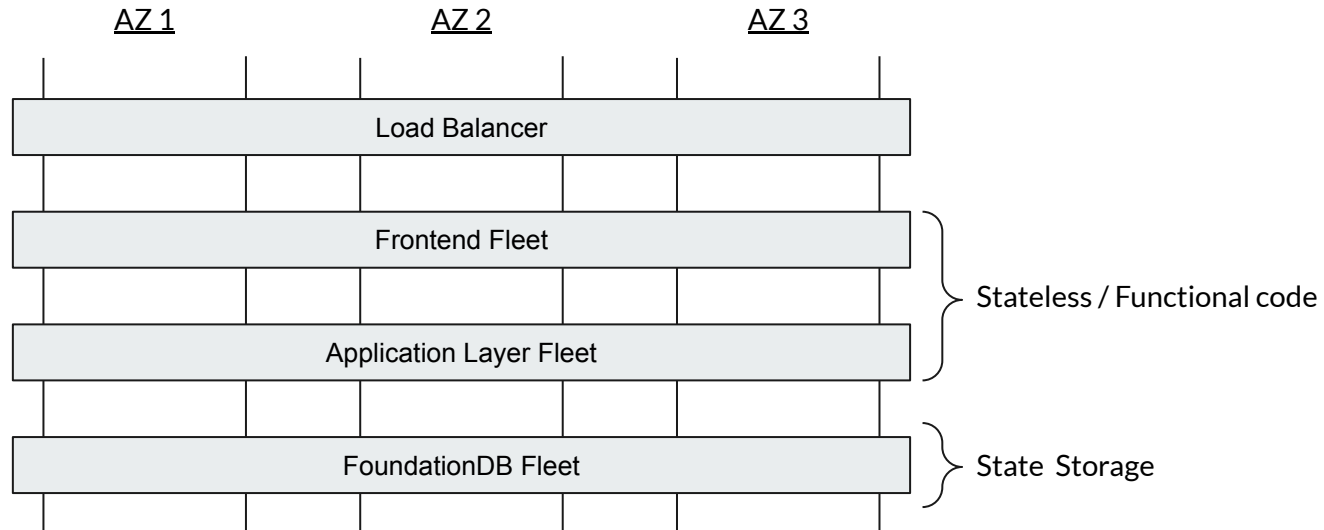 AZ 1 AZ 2 AZ 3
Load Balancer
Frontend Fleet
Stateless / Functional code
Application Layer Fleet
FoundationDB Fleet
State Storage